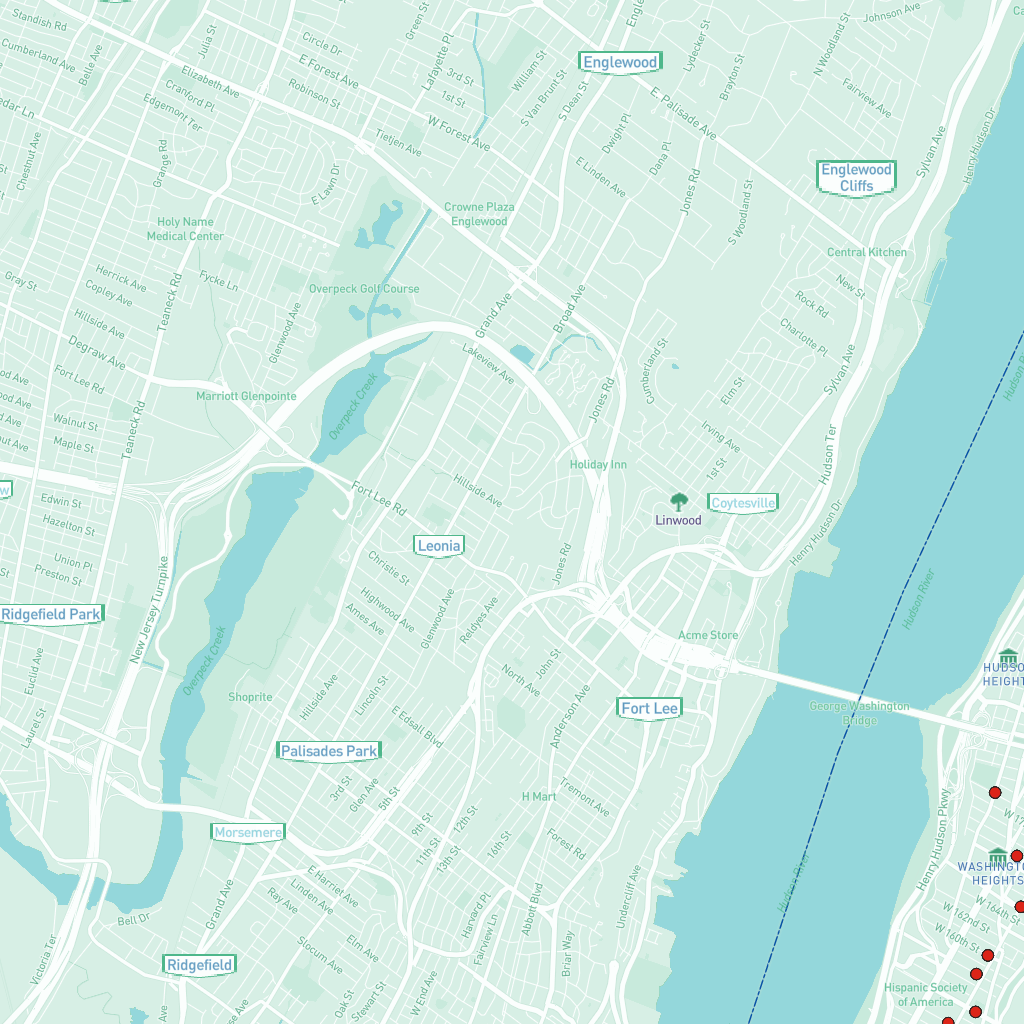 Standish Rd
Cumberland Ave
Belle Ave
Julia St
Elizabeth Ave
Cranford Pl
Edgemont Ter
Circle Dr
E Forest Ave
Robinson St
Green St
Lafayette Pl
3rd St
1st St
W Forest Ave
Tietjen Ave
William St
S Van Brunt St
S Dean St
Englewood
Lydecker St
Brayton St
E. Palisade Ave
Johnson Ave
N Woodland St
Fairview Ave
Sylvan Ave
Henry Hudson Dr
Chestnut Ave
Grange Rd
E Lawn Dr
Dwight Pl
Dana Pl
E Linden Ave
Jones Rd
S Woodland St
Englewood
Cliffs
Crowne Plaza
Englewood
Holy Name
Medical Center
Central Kitchen
Gray St
Herrick Ave
Copley Ave
Hillside Ave
Degraw Ave
Teaneck Rd
Fycke Ln
Glenwood Ave
Overpeck Golf Course
Grand Ave
Broad Ave
Lakeview Ave
New St
Rock Rd
Charlotte Pl
Sylvan Ave
Fort Lee Rd
Walnut St
Maple St
Teaneck Rd
Marriott Glenpointe
Overpeck Creek
Jones Rd
Cumberland St
Elm St
Irving Ave
1st St
Holiday Inn
Hudson Ter
Edwin St
Hazelton St
Union Pl
Preston St
New Jersey Turnpike
Fort Lee Rd
Hillside Ave
Leonia
Linwood
Coytesville
Henry Hudson Dr
Ridgefield Park
Christie St
Highwood Ave
Ames Ave
Glenwood Ave
Reldyes Ave
Jones Rd
Acme Store
Hudson River
Euclid Ave
Laurel St
Overpeck Creek
Shoprite
Hillside Ave
Lincoln St
E Edsall Blvd
North Ave
John St
Anderson Ave
Fort Lee
George Washington
Bridge
Palisades Park
3rd St
Glen Ave
5th St
H Mart
Tremont Ave
Morsemere
9th St
11th St
12th St
13th St
16th St
Forest Rd
Henry Hudson Pkwy
Hudson River
W 164th St
W 162nd St
W 160th St
Bell Dr
Grand Ave
E Harriet Ave
Linden Ave
Ray Ave
Harvard Pl
Fairview Ln
Abbott Blvd
Undercliff Ave
Victoria Ter
Ridgefield
Slocum Ave
Elm Ave
Oak St
Stewart St
W End Ave
Briar Way
Hispanic Society
of America